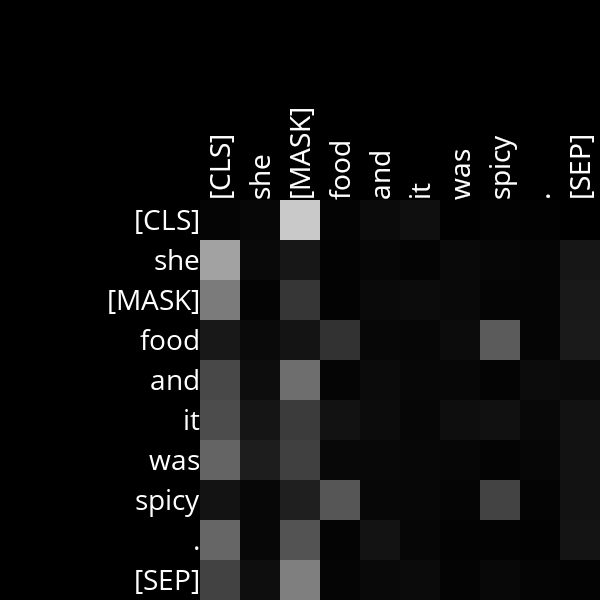 [CLS] she [MASK] food and it was spicy . [SEP]
[CLS]
she
[MASK]
food
and
it
was
spicy
.
[SEP]